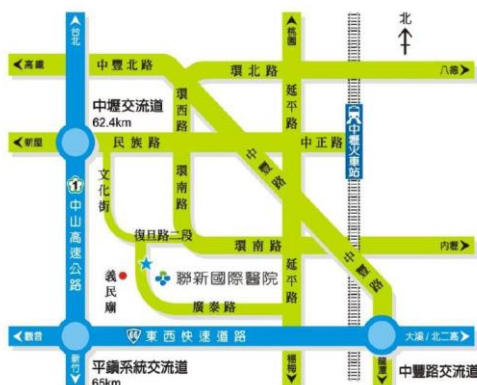 台北
桃園
北
高鐵
中豐北路
環北路
八德
環西路
延平路
中壢交流道
62.4km
中壢火車站
新屋
民族路
中正路
中豐路
1
中山高速公路
文化街
環南路
復旦路二段
環南路
內壢
中豐路
義民廟
聯新國際醫院
延平路
廣泰路
觀音
66
東西快速道路
大溪/北二高
新竹
平鎮系統交流道
65km
楊梅
龍潭
中豐路交流道